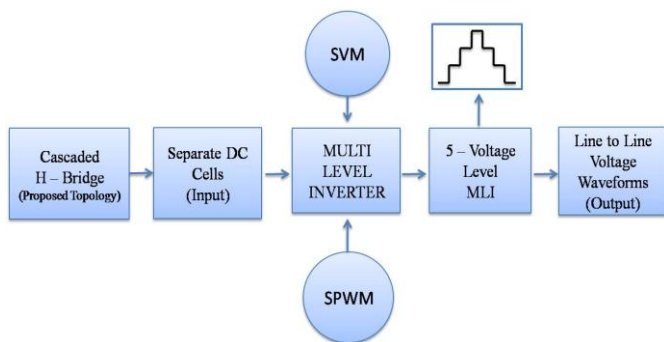 SVM
Cascaded
H – Bridge
(Proposed Topology)
Separate DC
Cells
(Input)
MULTI
LEVEL
INVERTER
5 – Voltage
Level
MLI
Line to Line
Voltage
Waveforms
(Output)
SPWM